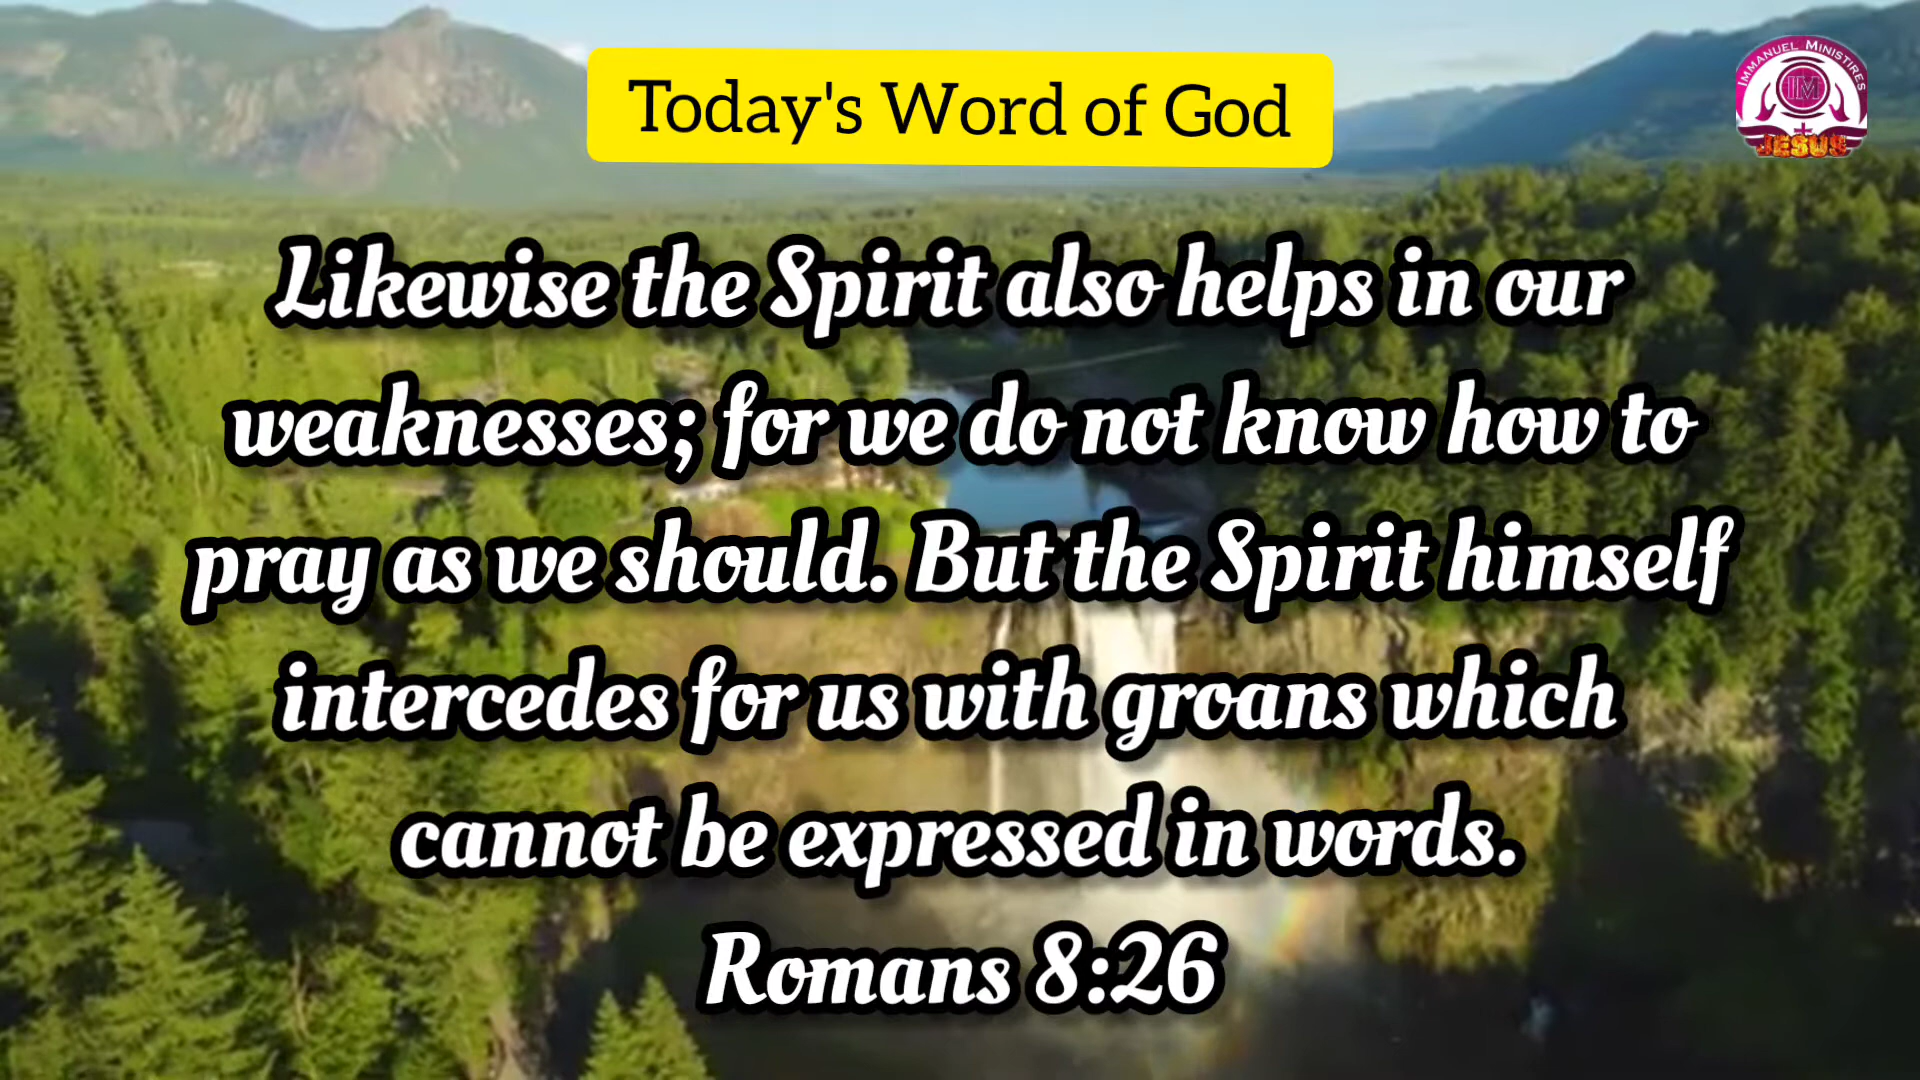 Today's Word of God
IMMANUEL MINISTIRES
IM
JESUS
Likewise the Spirit also helps in our
weaknesses; for we do not know how to
pray as we should. But the Spirit himself
intercedes for us with groans which
cannot be expressed in words.
Romans 8:26